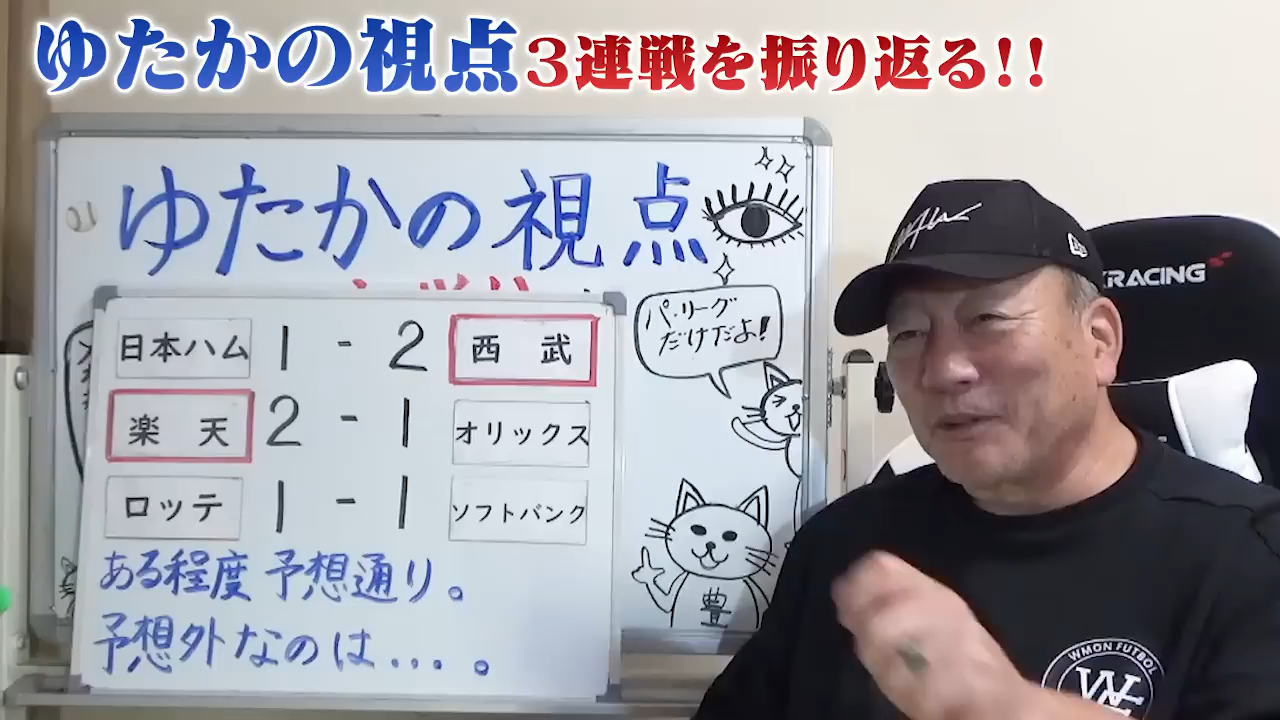 ゆたかの視点3連戦を振り返る!!
ゆたかの視点
日本ハム 1 - 2 西 武
楽 天 2 - 1 オリックス
ロッテ 1 - 1 ソフトバンク
ある程度 予想通り。
予想外なのは...。
パ・リーグ
だけだよ!
豊
RACING
WMON FUTBOL